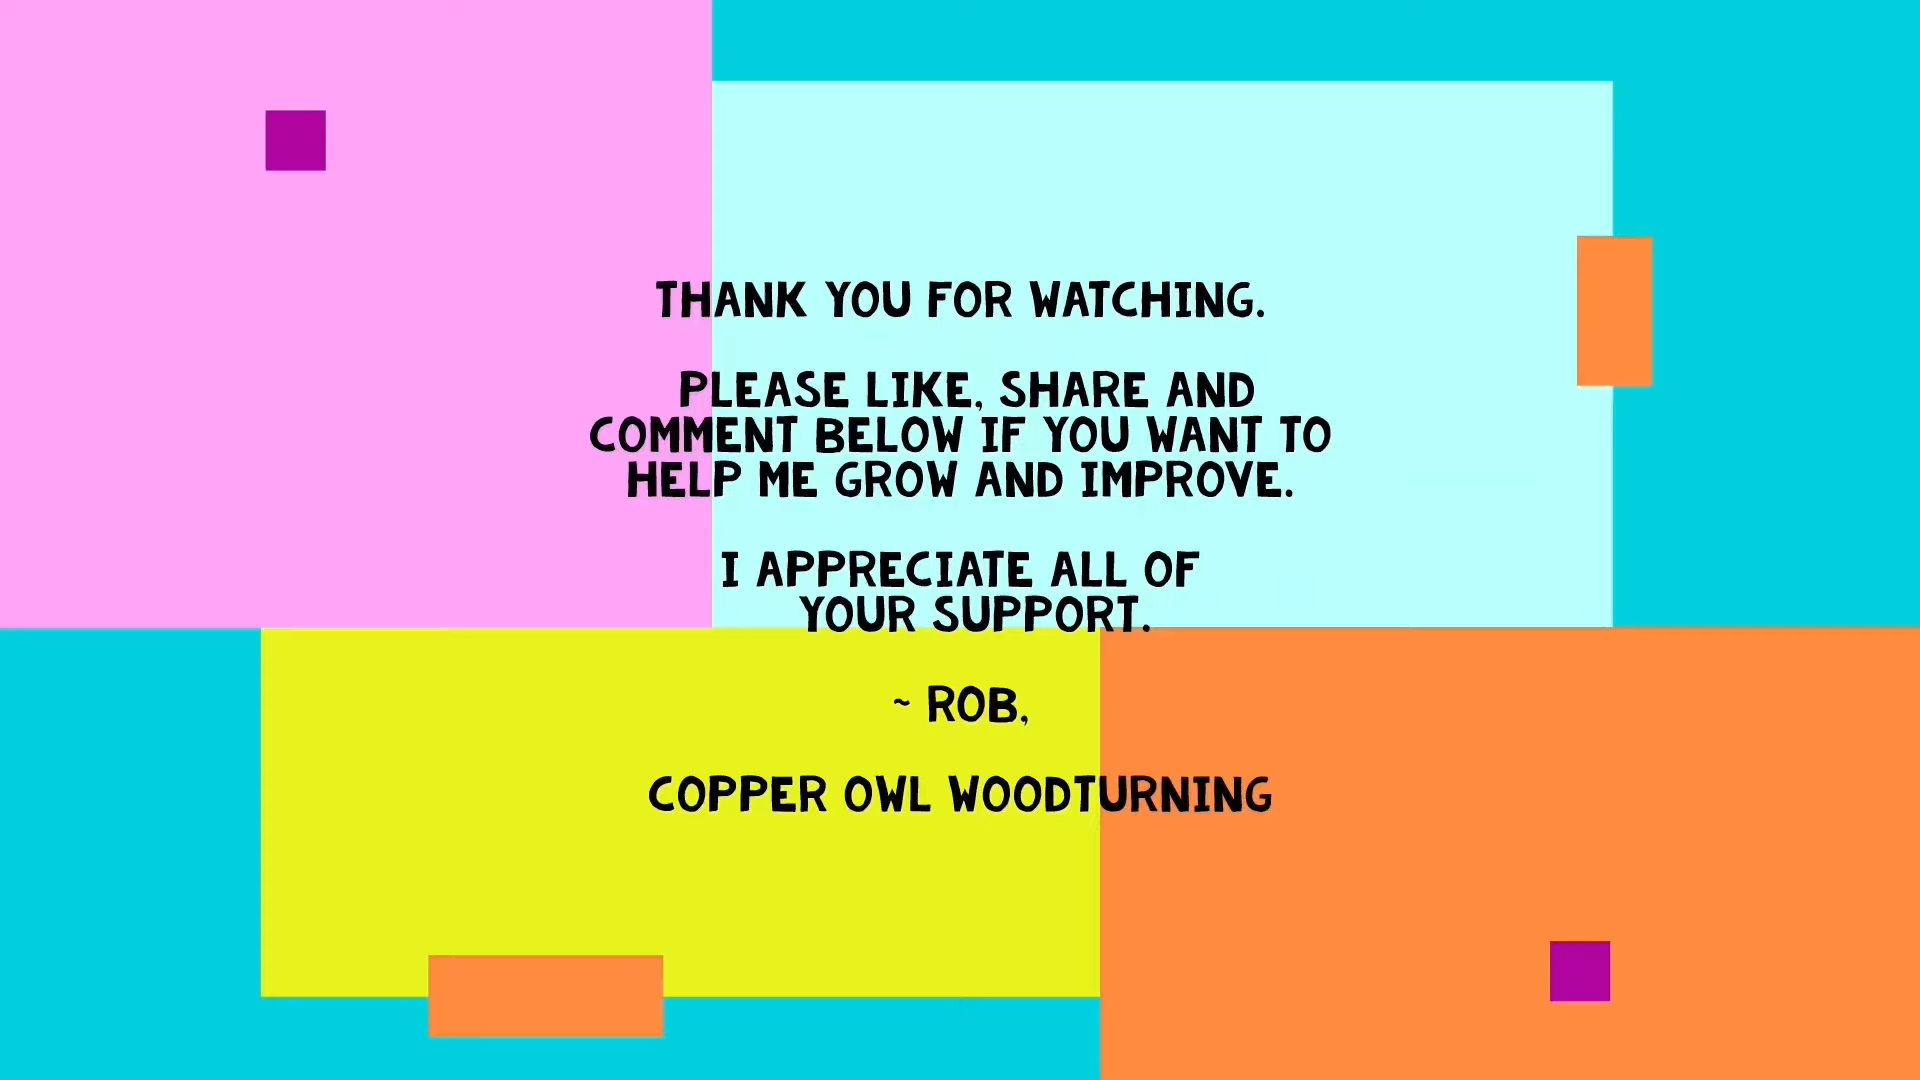 THANK YOU FOR WATCHING.
PLEASE LIKE, SHARE AND
COMMENT BELOW IF YOU WANT TO
HELP ME GROW AND IMPROVE.
I APPRECIATE ALL OF
YOUR SUPPORT.
~ ROB,
COPPER OWL WOODTURNING